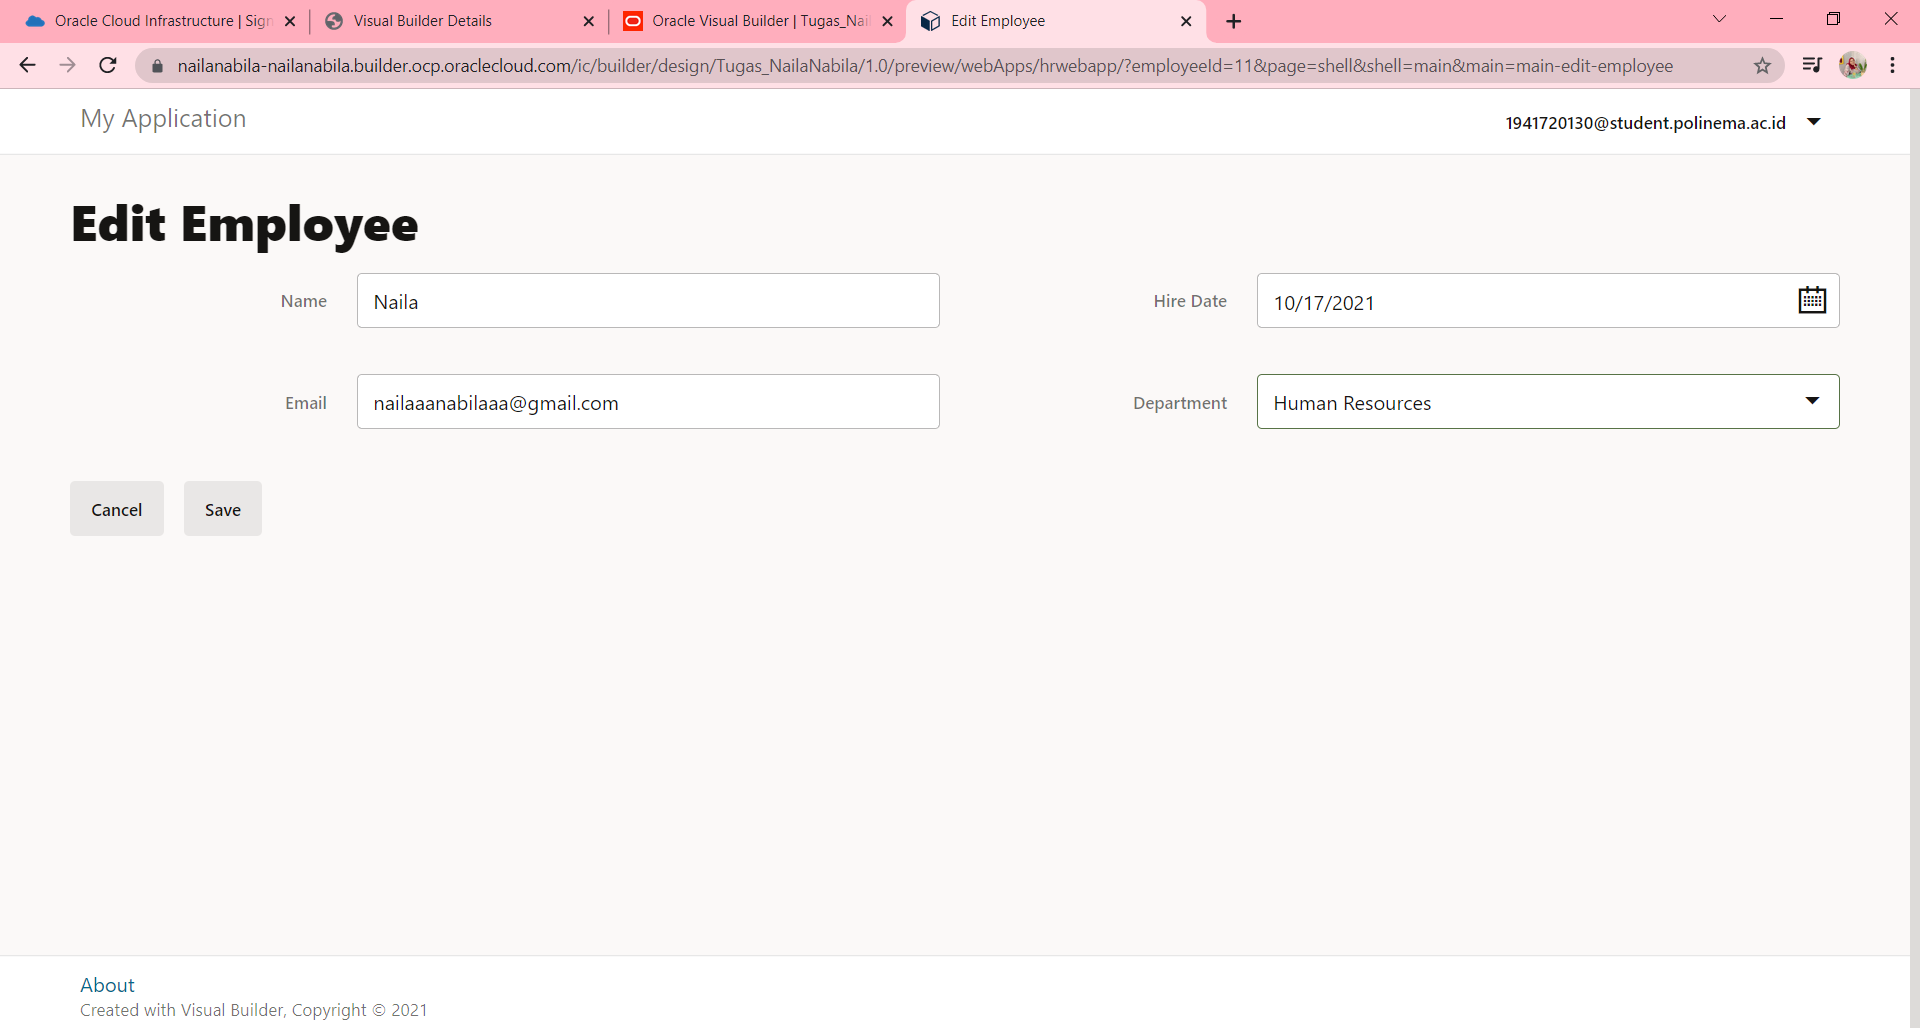 Oracle Cloud Infrastructure | Sign
Visual Builder Details
Oracle Visual Builder | Tugas_Nail
Edit Employee
nailanabila-nailanabila.builder.ocp.oraclecloud.com/ic/builder/design/Tugas_NailaNabila/1.0/preview/webApps/hrwebapp/?employeeId=11&page=shell&shell=main&main=main-edit-employee
My Application
1941720130@student.polinema.ac.id
Edit Employee
Name
Naila
Hire Date
10/17/2021
Email
nailaaanabilaaa@gmail.com
Department
Human Resources
Cancel
Save
About
Created with Visual Builder, Copyright © 2021